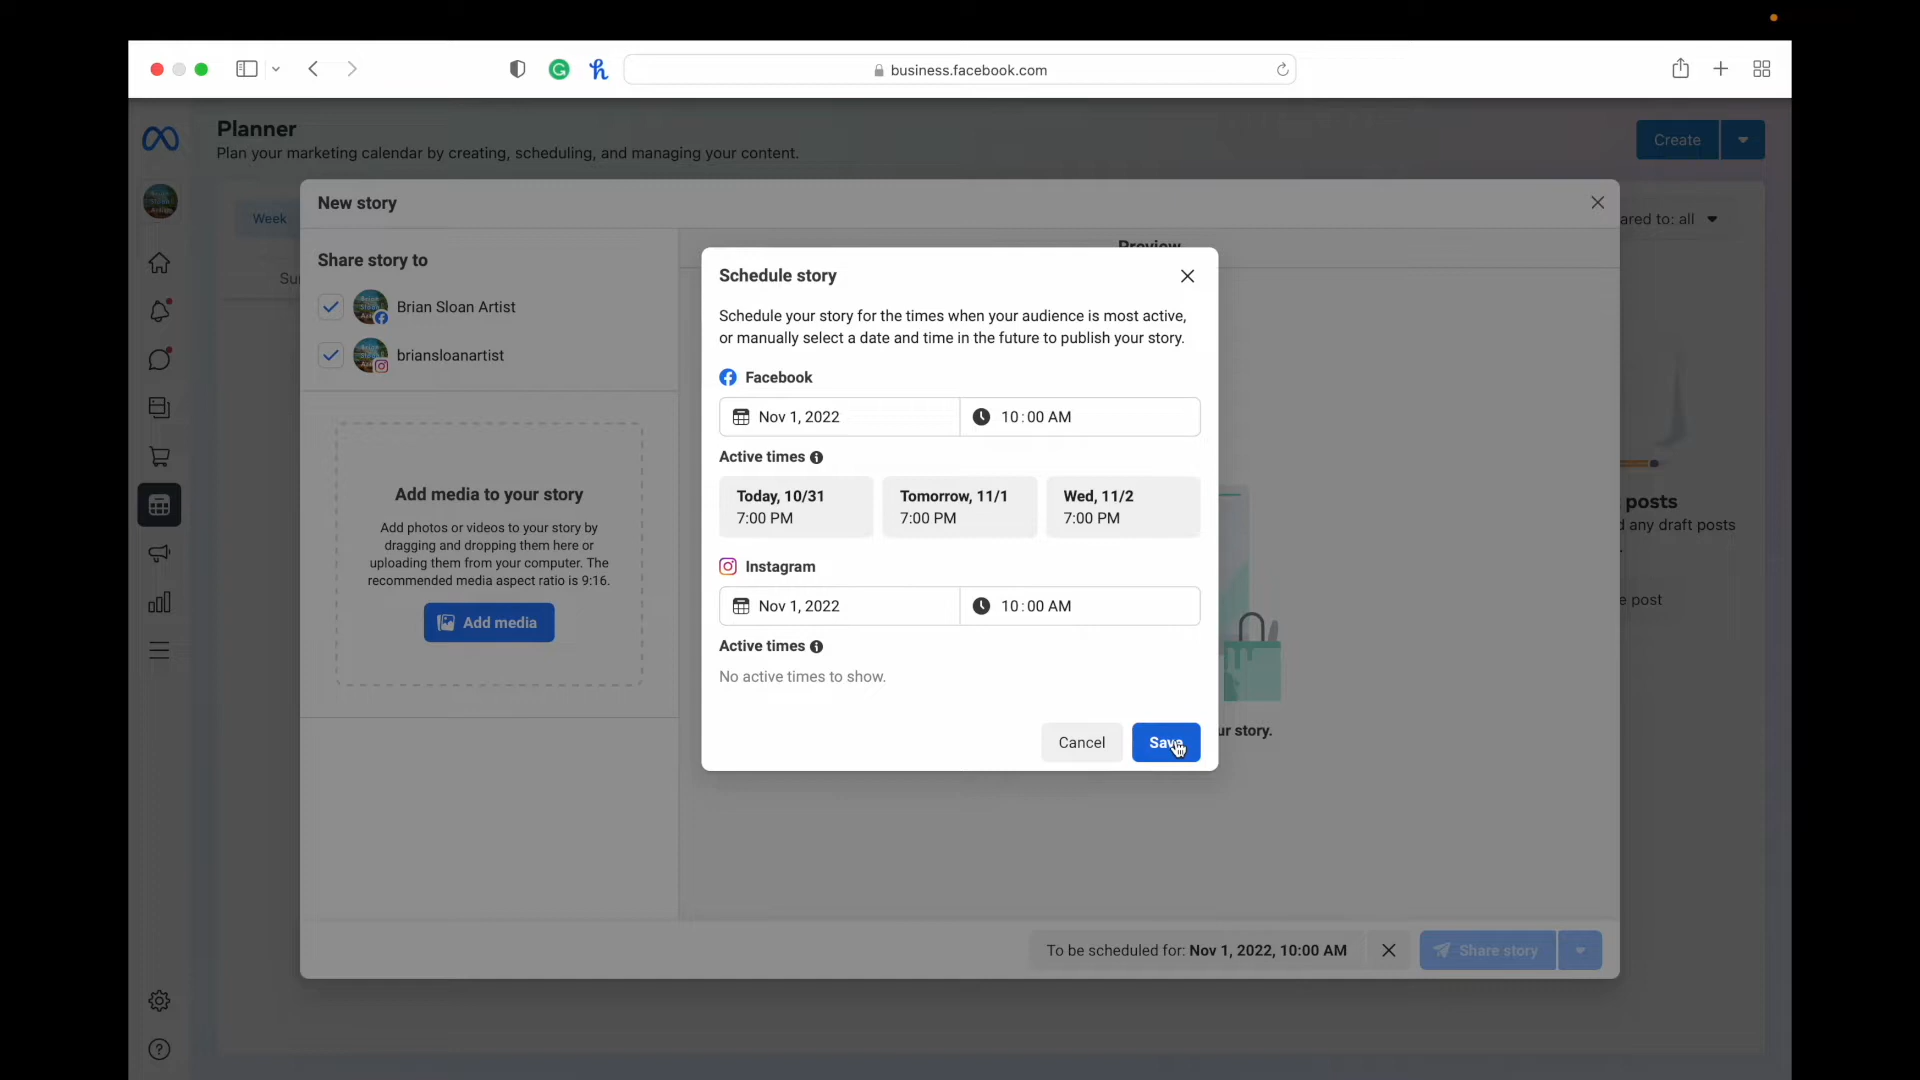 business.facebook.com
Planner
Plan your marketing calendar by creating, scheduling, and managing your content.
Create
Week
ared to: all
New story
Share story to
Brian Sloan Artist
briansloanartist
Add media to your story
Add photos or videos to your story by
dragging and dropping them here or
uploading them from your computer. The
recommended media aspect ratio is 9:16.
Add media
Preview
Schedule story
Schedule your story for the times when your audience is most active,
or manually select a date and time in the future to publish your story.
Facebook
Nov 1, 2022
10:00 AM
Active times
Today, 10/31
7:00 PM
Tomorrow, 11/1
7:00 PM
Wed, 11/2
7:00 PM
Instagram
Nov 1, 2022
10:00 AM
Active times
No active times to show.
Cancel
Save
posts
any draft posts
e post
ur story.
To be scheduled for: Nov 1, 2022, 10:00 AM
Share story